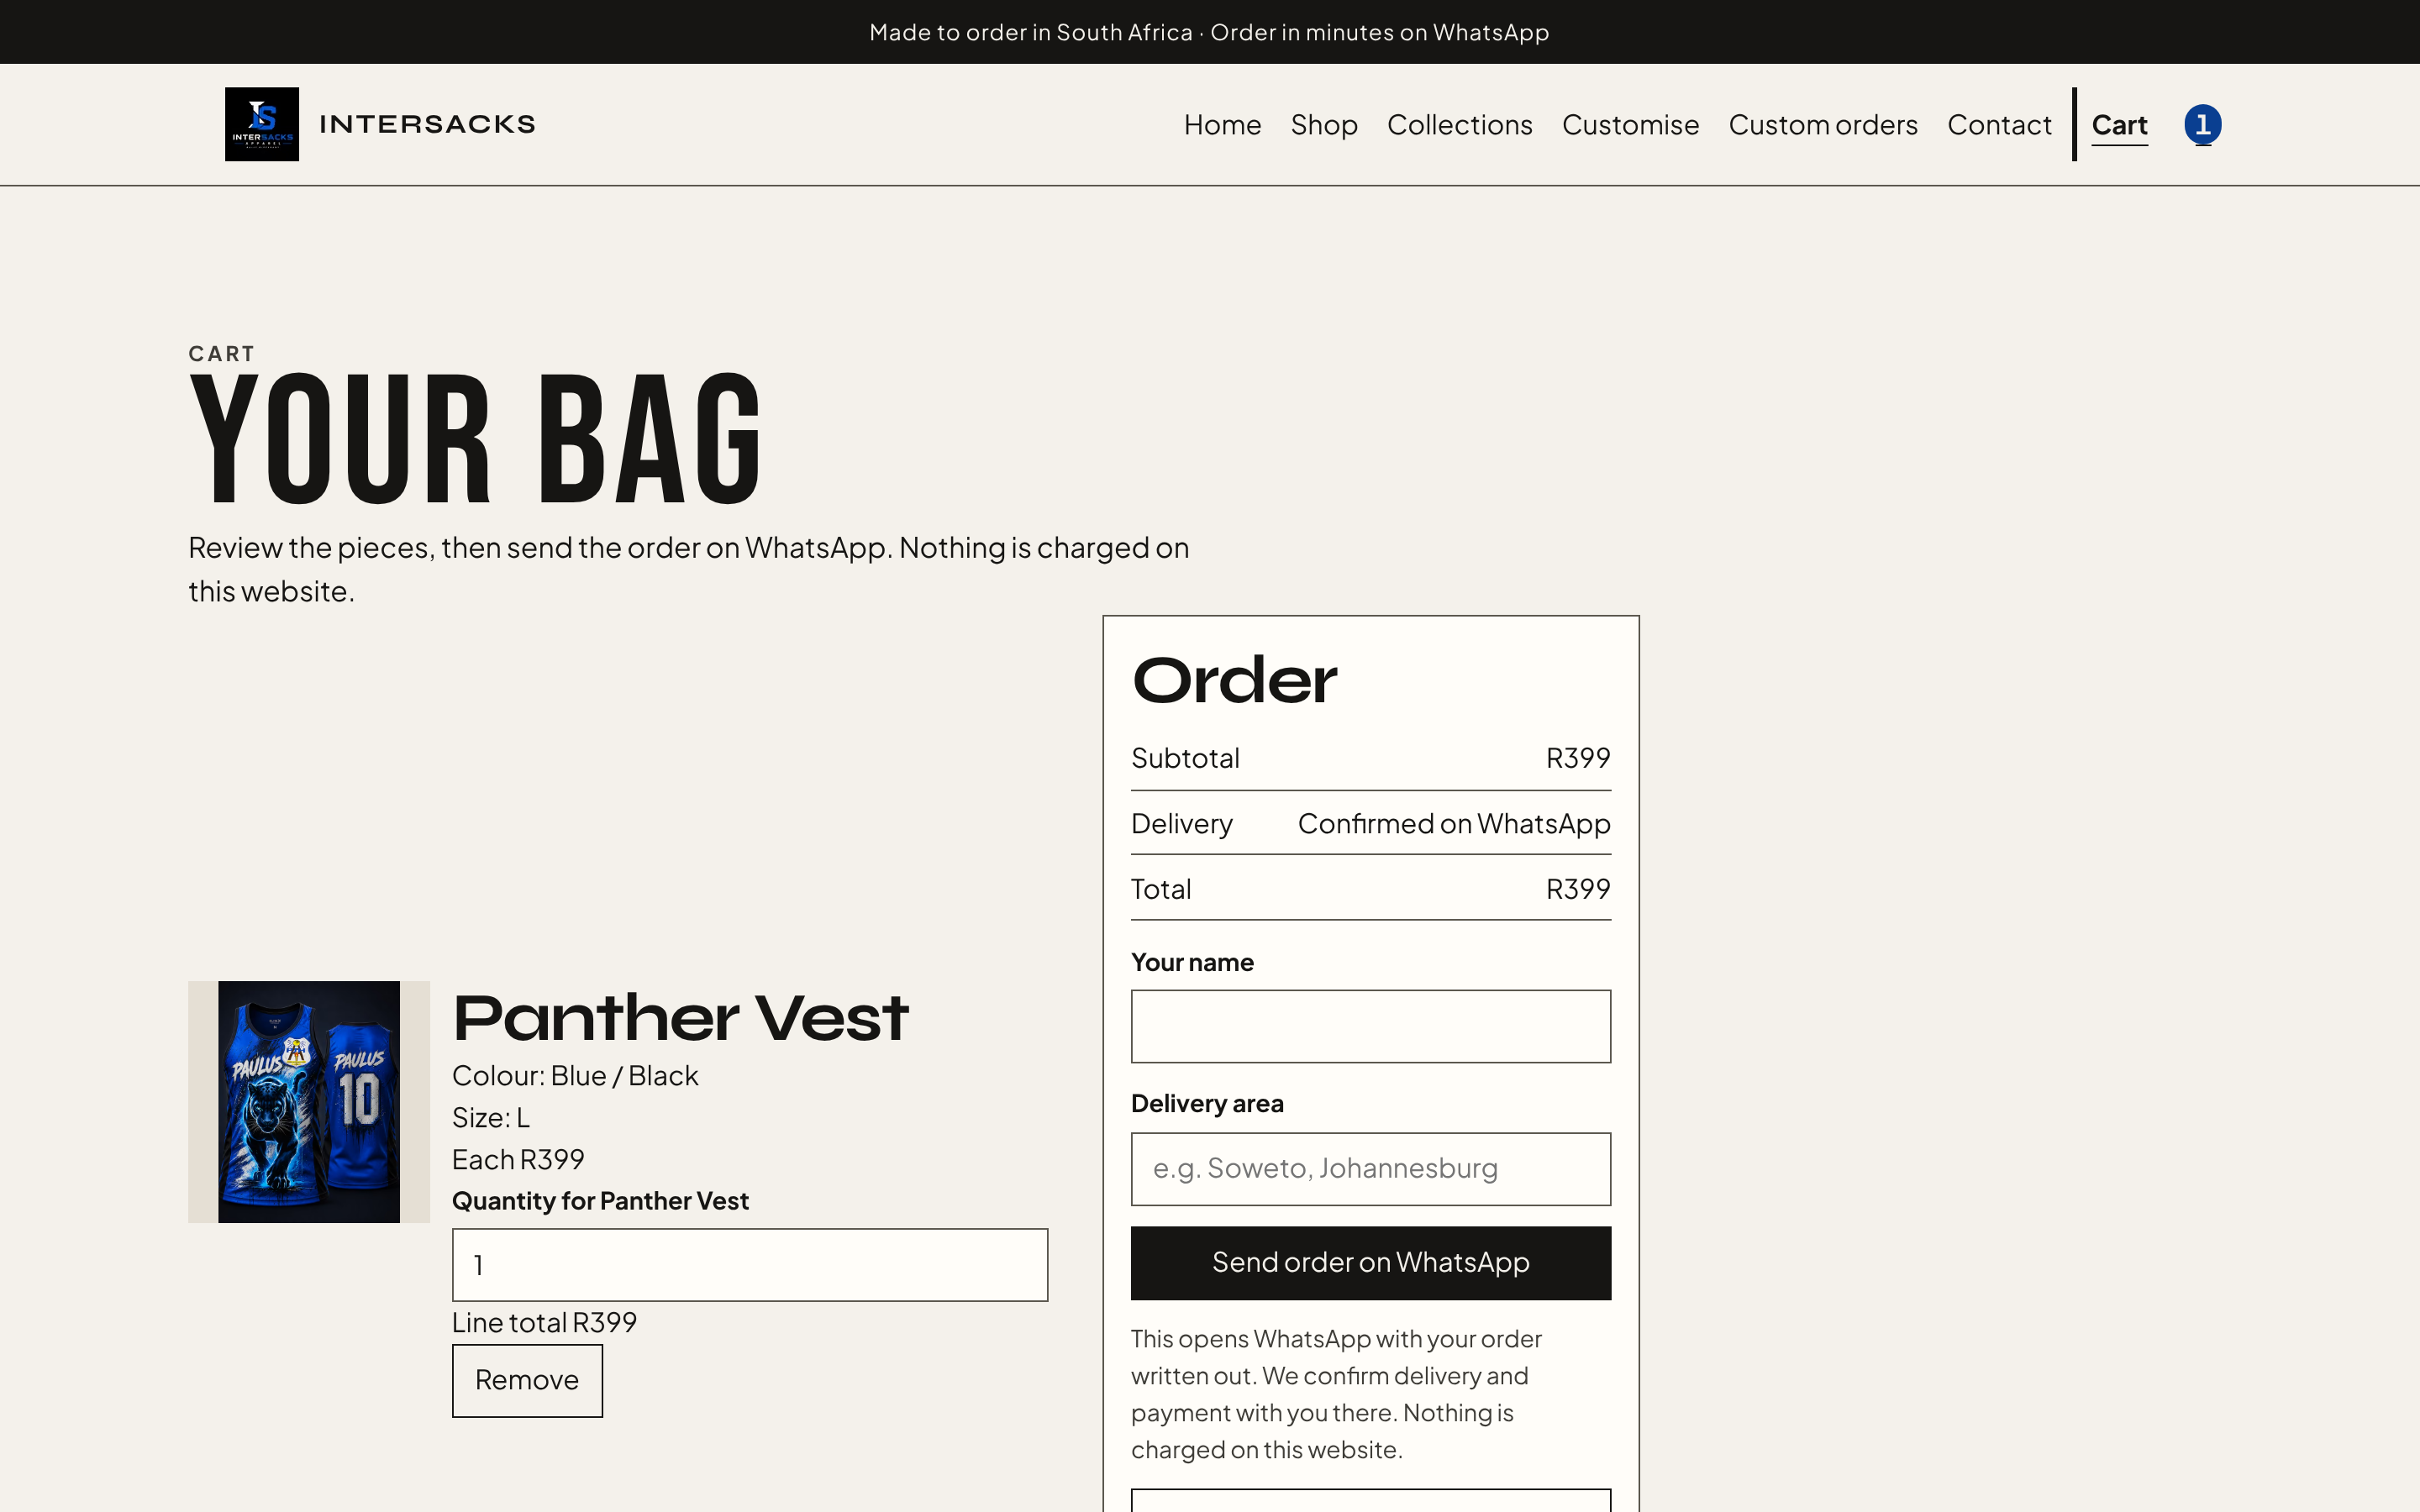 Made to order in South Africa · Order in minutes on WhatsApp
INTERSACKS
APPAREL
INTERSACKS
Home
Shop
Collections
Customise
Custom orders
Contact
Cart
1
CART
YOUR BAG
Review the pieces, then send the order on WhatsApp. Nothing is charged on
this website.
Order
Subtotal R399
Delivery Confirmed on WhatsApp
Total R399
Your name
Delivery area
e.g. Soweto, Johannesburg
Send order on WhatsApp
This opens WhatsApp with your order
written out. We confirm delivery and
payment with you there. Nothing is
charged on this website.
PAULUS
PAULUS
10
Panther Vest
Colour: Blue / Black
Size: L
Each R399
Quantity for Panther Vest
1
Line total R399
Remove